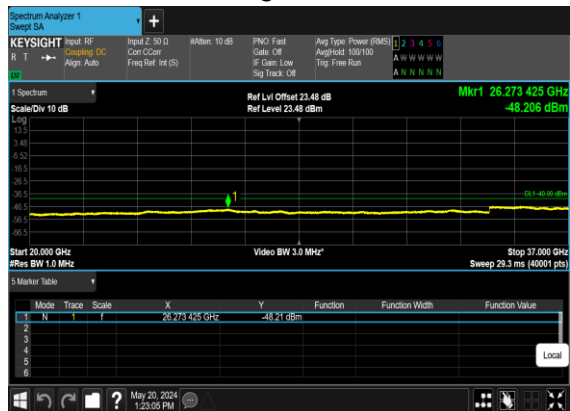 Spectrum Analyzer 1
Swept SA
+
KEYSIGHT Input: RF Input Z: 50 Ω #Atten: 10 dB PNO: Fast Avg Type: Power (RMS) 1 2 3 4 5 6
R T Coupling: DC Corr CCorr Gate: Off Avg|Hold: 100/100 A W W W W W
Align: Auto Freq Ref: Int (S) IF Gain: Low Trig: Free Run
LW Sig Track: Off A N N N N N
1 Spectrum Ref Lvl Offset 23.48 dB Mkr1 26.273 425 GHz
Scale/Div 10 dB Ref Level 23.48 dBm -48.206 dBm
Log
13.5
3.48
-6.52
-16.5
-26.5
-36.5 1 DL1 -40.00 dBm
-46.5
-56.5
-66.5
Start 20.000 GHz Video BW 3.0 MHz* Stop 37.000 GHz
#Res BW 1.0 MHz Sweep 29.3 ms (40001 pts)
5 Marker Table
Mode Trace Scale X Y Function Function Width Function Value
1 N 1 f 26.273 425 GHz -48.21 dBm
2
3
4
5
6
Local
? May 20, 2024
1:23:05 PM